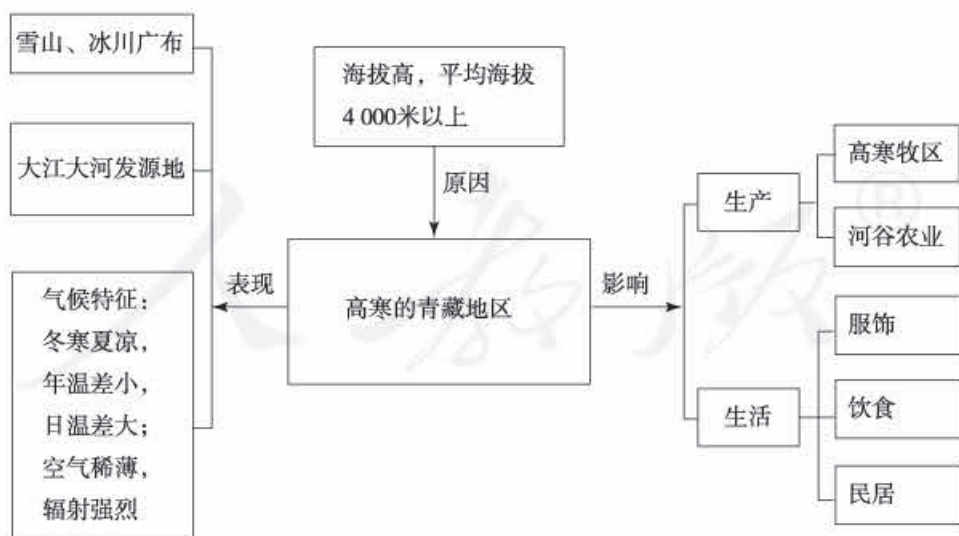 雪山、冰川广布
大江大河发源地
气候特征：
冬寒夏凉，
年温差小，
日温差大；
空气稀薄，
辐射强烈
表现
海拔高，平均海拔
4 000米以上
原因
高寒的青藏地区
影响
生产
高寒牧区
河谷农业
生活
服饰
饮食
民居
人教版®